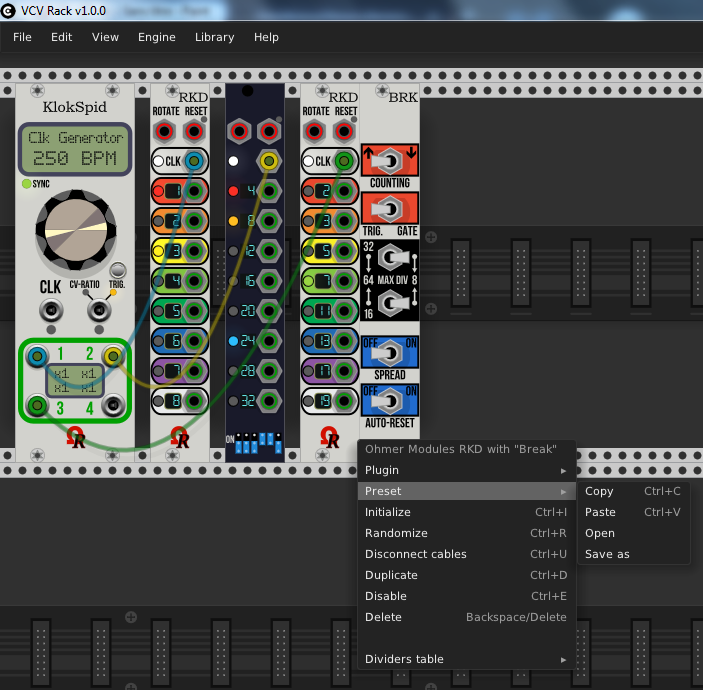 VCV Rack v1.0.0
File Edit View Engine Library Help
KlokSpid
Clk Generator
250 BPM
SYNC
CLK
CV-RATIO
TRIG.
1 2
x1 x1
x1 x1
3 4
R
RKD
ROTATE RESET
CLK
1
2
3
4
5
6
7
8
R
4
8
12
16
20
24
28
32
ON
RKD
ROTATE RESET
CLK
2
3
5
7
11
13
17
19
R
BRK
COUNTING
TRIG. GATE
32
64 MAX DIV 8
16
OFF ON
SPREAD
OFF ON
AUTO-RESET
Ohmer Modules RKD with "Break"
Plugin
Preset
Initialize Ctrl+I
Randomize Ctrl+R
Disconnect cables Ctrl+U
Duplicate Ctrl+D
Disable Ctrl+E
Delete Backspace/Delete
Dividers table
Copy Ctrl+C
Paste Ctrl+V
Open
Save as